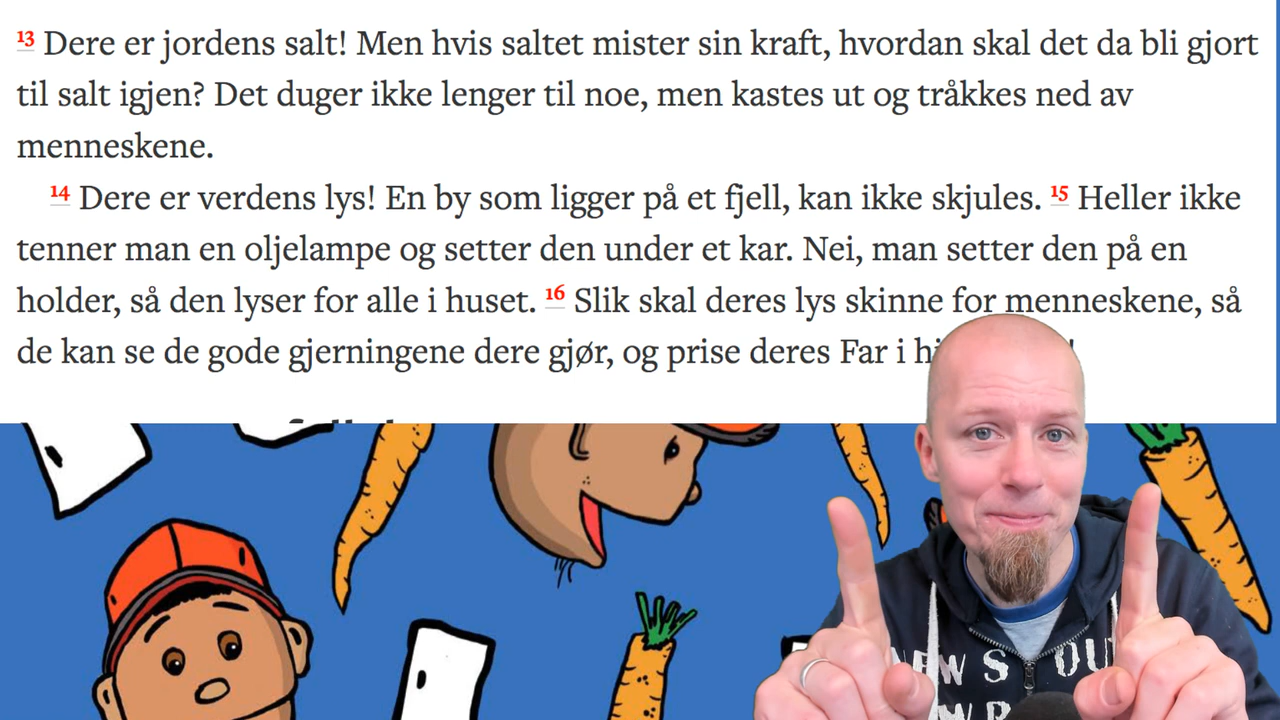 13 Dere er jordens salt! Men hvis saltet mister sin kraft, hvordan skal det da bli gjort
til salt igjen? Det duger ikke lenger til noe, men kastes ut og tråkkes ned av
menneskene.
14 Dere er verdens lys! En by som ligger på et fjell, kan ikke skjules. 15 Heller ikke
tenner man en oljelampe og setter den under et kar. Nei, man setter den på en
holder, så den lyser for alle i huset. 16 Slik skal deres lys skinne for menneskene, så
de kan se de gode gjerningene dere gjør, og prise deres Far i